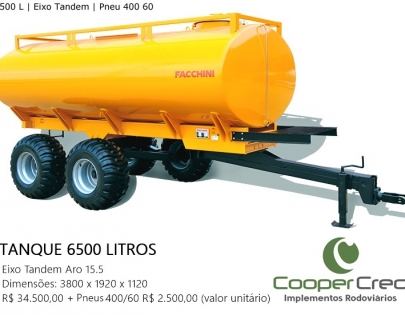 500 L | Eixo Tandem | Pneu 400 60
FACCHINI
TANQUE 6500 LITROS
Eixo Tandem Aro 15.5
Dimensões: 3800 x 1920 x 1120
R$ 34.500,00 + Pneus 400/60 R$ 2.500,00 (valor unitário)
CooperCred
Implementos Rodoviários